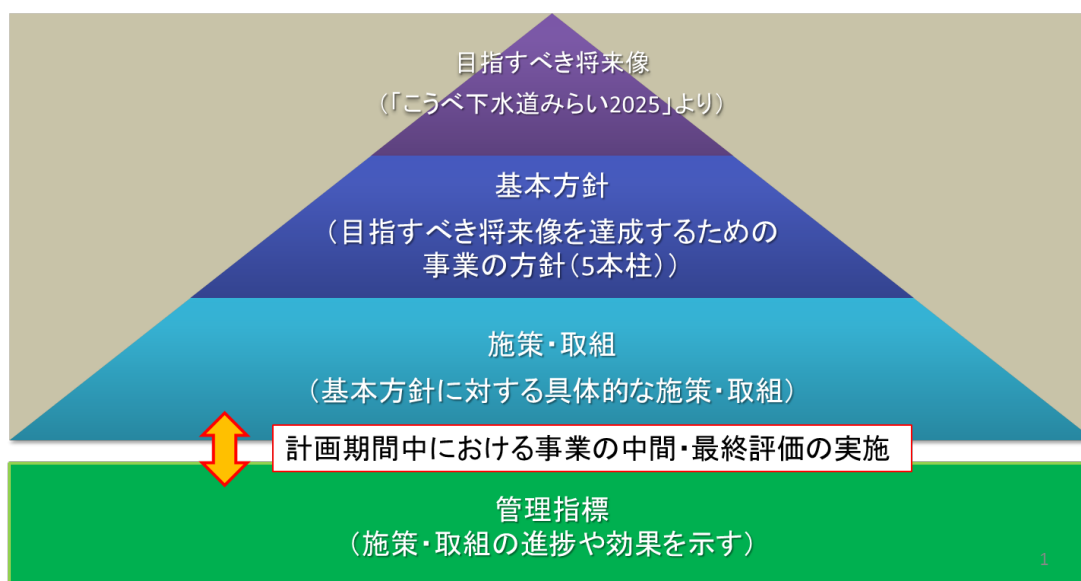 目指すべき将来像
(「こうべ下水道みらい2025」より)
基本方針
(目指すべき将来像を達成するための
事業の方針(5本柱))
施策・取組
(基本方針に対する具体的な施策・取組)
計画期間中における事業の中間・最終評価の実施
管理指標
(施策・取組の進捗や効果を示す)
1